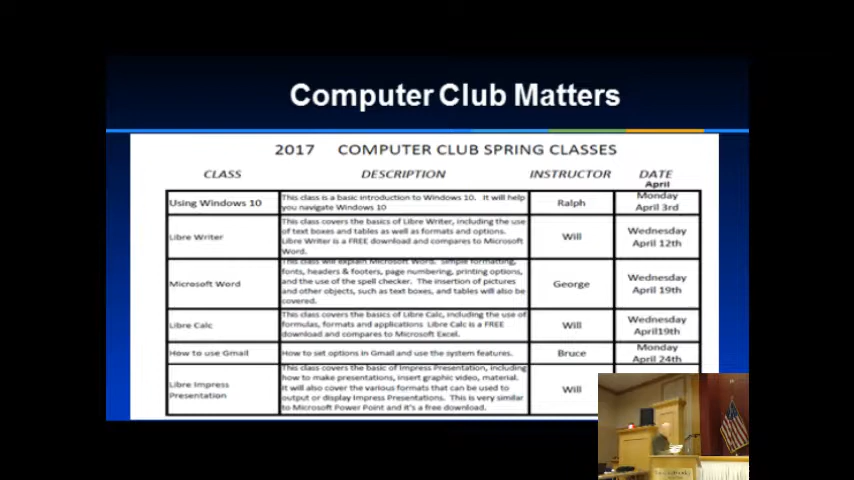 Computer Club Matters
2017 COMPUTER CLUB SPRING CLASSES
CLASS DESCRIPTION INSTRUCTOR DATE
April
Using Windows 10
This class is a basic introduction to Windows 10. It will help
you navigate Windows 10
Ralph
Monday
April 3rd
Libre Writer
This class covers the basics of Libre Writer, including the use
of text boxes and tables as well as formats and options.
Libre Writer is a FREE download and compares to Microsoft
Word.
Will
Wednesday
April 12th
Microsoft Word
This class will explain Microsoft Word. Simple formatting,
fonts, headers & footers, page numbering, printing options,
and the use of the spell checker. The insertion of pictures
and other objects, such as text boxes, and tables will also be
covered.
George
Wednesday
April 19th
Libre Calc
This class covers the basics of Libre Calc, including the use of
formulas, formats and applications Libre Calc is a FREE
download and compares to Microsoft Excel.
Will
Wednesday
April19th
How to use Gmail
How to set options in Gmail and use the system features.
Bruce
Monday
April 24th
Libre Impress
Presentation
This class covers the basic of Impress Presentation, including
how to make presentations, insert graphic video, material.
It will also cover the various formats that can be used to
output or display Impress Presentations. This is very similar
to Microsoft Power Point and it's a free download.
Will